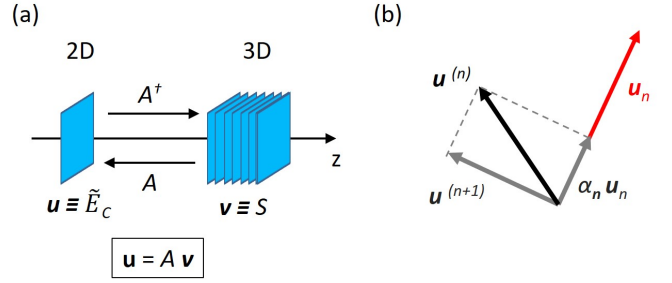 (a)
2D
3D
A†
A
z
u ≡ Ẽ_C
v ≡ S
u = A v
(b)
u^(n)
u_n
u^(n+1)
α_n u_n